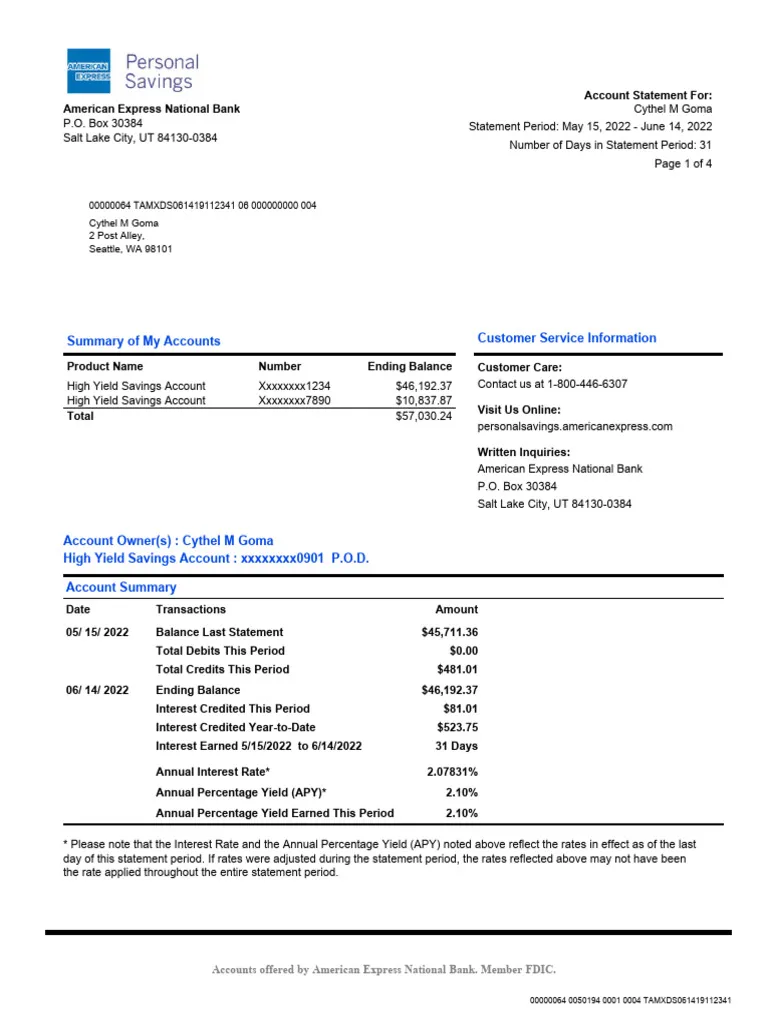 AMERICAN
EXPRESS
Personal
Savings
American Express National Bank
P.O. Box 30384
Salt Lake City, UT 84130-0384
Account Statement For:
Cythel M Goma
Statement Period: May 15, 2022 - June 14, 2022
Number of Days in Statement Period: 31
Page 1 of 4
00000064 TAMXDS061419112341 06 000000000 004
Cythel M Goma
2 Post Alley,
Seattle, WA 98101
Summary of My Accounts
Product Name Number Ending Balance
High Yield Savings Account Xxxxxxxx1234 $46,192.37
High Yield Savings Account Xxxxxxxx7890 $10,837.87
Total $57,030.24
Customer Service Information
Customer Care:
Contact us at 1-800-446-6307
Visit Us Online:
personalsavings.americanexpress.com
Written Inquiries:
American Express National Bank
P.O. Box 30384
Salt Lake City, UT 84130-0384
Account Owner(s) : Cythel M Goma
High Yield Savings Account : xxxxxxxx0901 P.O.D.
Account Summary
Date Transactions Amount
05/ 15/ 2022 Balance Last Statement $45,711.36
Total Debits This Period $0.00
Total Credits This Period $481.01
06/ 14/ 2022 Ending Balance $46,192.37
Interest Credited This Period $81.01
Interest Credited Year-to-Date $523.75
Interest Earned 5/15/2022 to 6/14/2022 31 Days
Annual Interest Rate* 2.07831%
Annual Percentage Yield (APY)* 2.10%
Annual Percentage Yield Earned This Period 2.10%
* Please note that the Interest Rate and the Annual Percentage Yield (APY) noted above reflect the rates in effect as of the last
day of this statement period. If rates were adjusted during the statement period, the rates reflected above may not have been
the rate applied throughout the entire statement period.
Accounts offered by American Express National Bank. Member FDIC.
00000064 0050194 0001 0004 TAMXDS061419112341